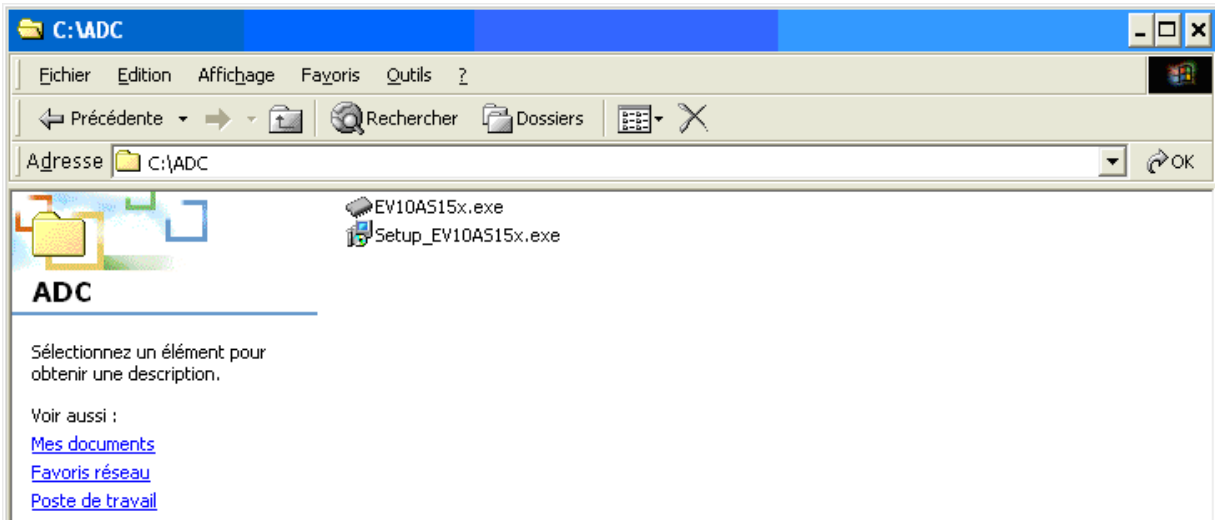 C:\ADC
Fichier Edition Affichage Favoris Outils ?
Précédente Rechercher Dossiers
Adresse C:\ADC OK
EV10AS15x.exe
Setup_EV10AS15x.exe
ADC
Sélectionnez un élément pour
obtenir une description.
Voir aussi :
Mes documents
Favoris réseau
Poste de travail